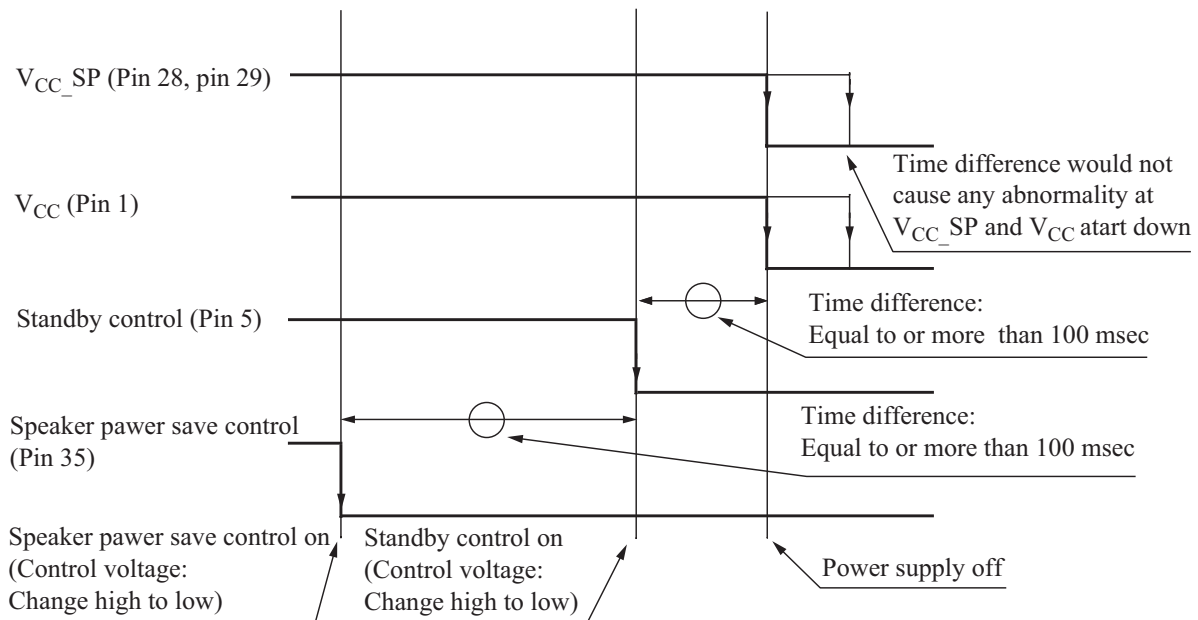 V_CC_SP (Pin 28, pin 29)
Time difference would not
cause any abnormality at
V_CC_SP and V_CC atart down
V_CC (Pin 1)
Time difference:
Equal to or more than 100 msec
Standby control (Pin 5)
Time difference:
Equal to or more than 100 msec
Speaker pawer save control
(Pin 35)
Speaker pawer save control on
(Control voltage:
Change high to low)
Standby control on
(Control voltage:
Change high to low)
Power supply off